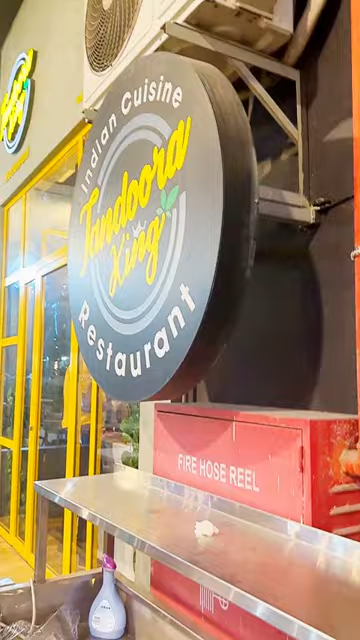 Indian Cuisine
Tandoora
King
Restaurant
FIRE HOSE REEL